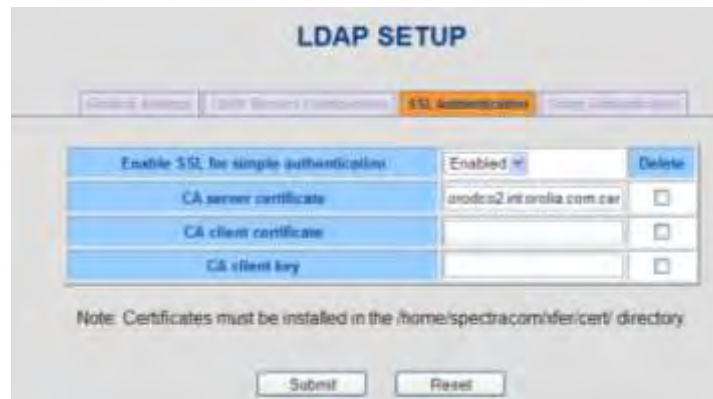 LDAP SETUP
SSL Authentication
Enable SSL for simple authentication Enabled Delete
CA server certificate
CA client certificate
CA client key
Note: Certificates must be installed in the /home/spectracom/xfer/cert/ directory
Submit Reset